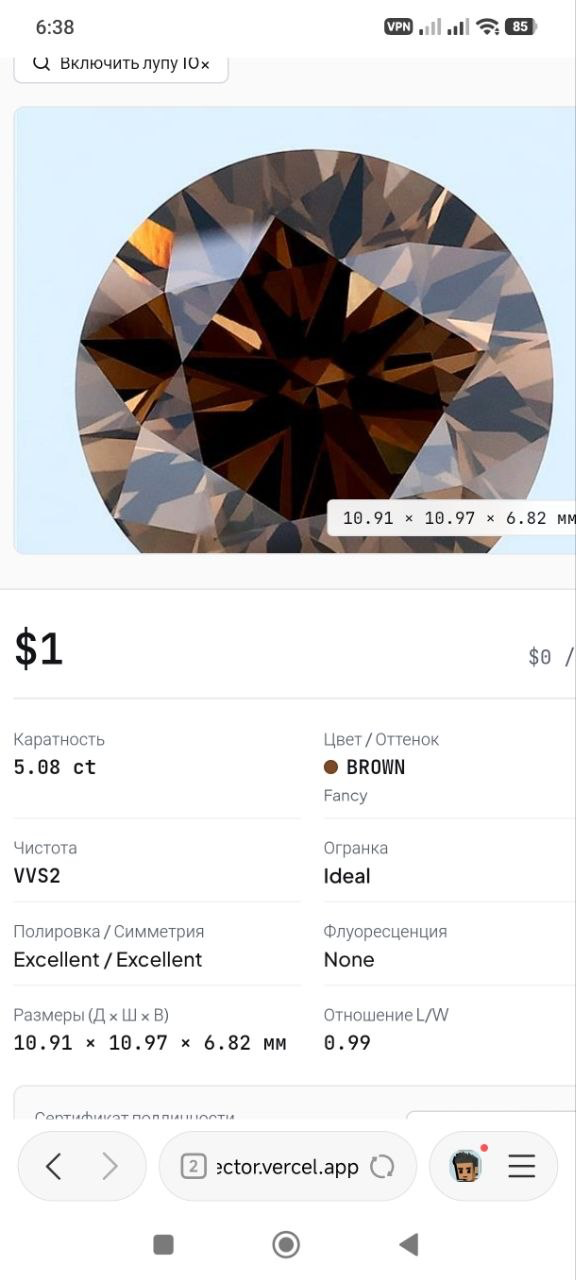 6:38
VPN
85
Включить лупу 10×
10.91 × 10.97 × 6.82 мм
$1
$0 /
Каратность
5.08 ct
Цвет / Оттенок
BROWN
Fancy
Чистота
VVS2
Огранка
Ideal
Полировка / Симметрия
Excellent / Excellent
Флуоресценция
None
Размеры (Д × Ш × В)
10.91 × 10.97 × 6.82 мм
Отношение L/W
0.99
Сертификат подлинности
2
ector.vercel.app